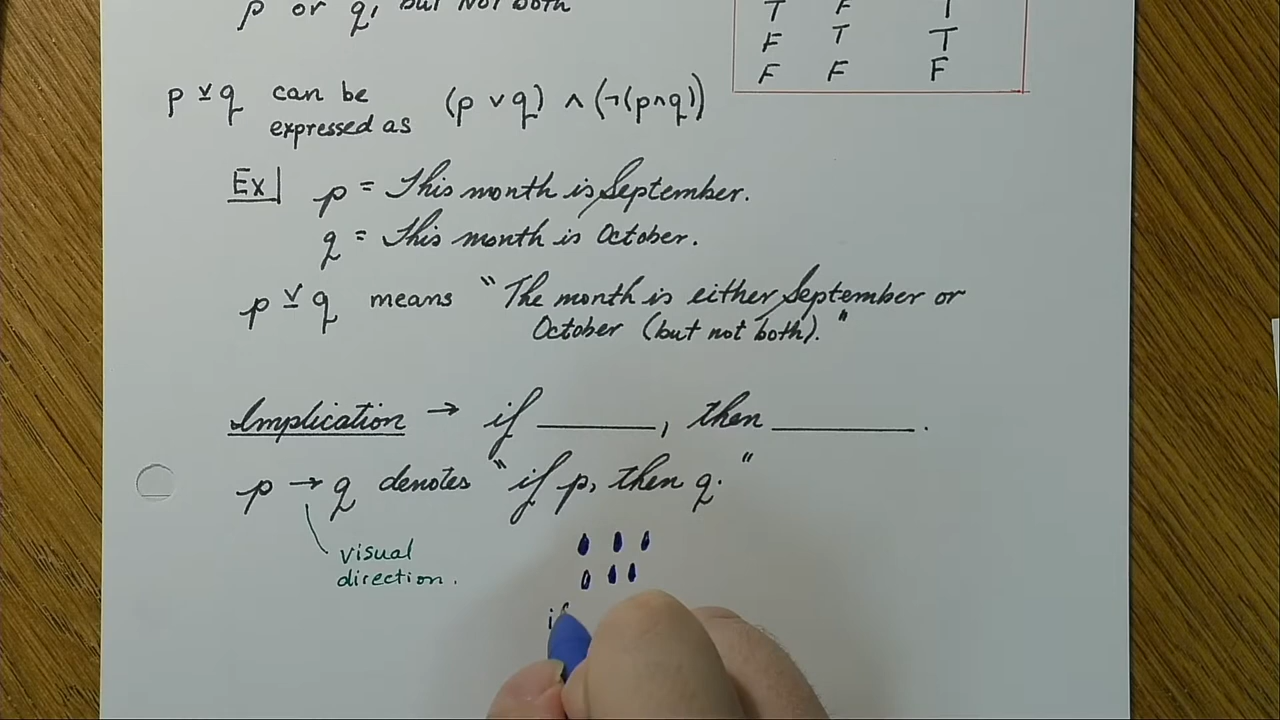 p or q, but not both
T F T
F T T
F F F
p ⊻ q can be expressed as (p ∨ q) ∧ (¬(p∧q))
Ex p = This month is September.
q = This month is October.
p ⊻ q means "The month is either September or
October (but not both)."
Implication → if ______, then ______.
p → q denotes "if p, then q."
visual
direction.
if